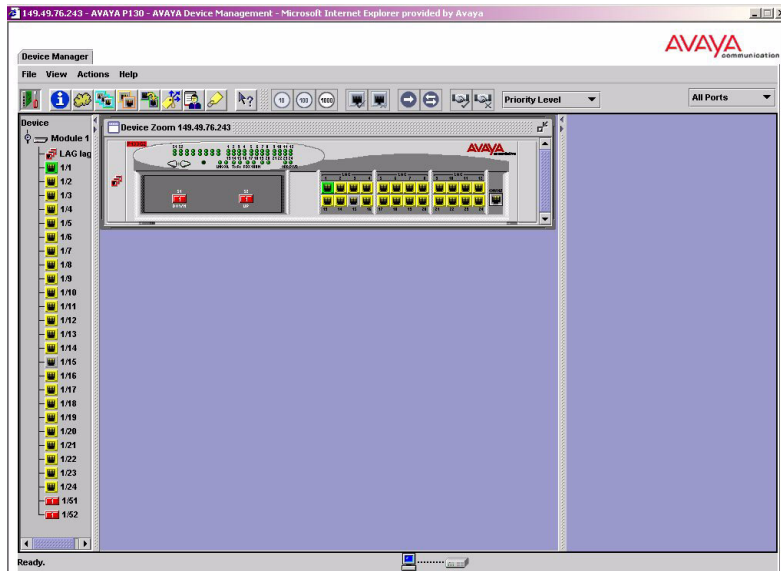 149.49.76.243 - AVAYA P130 - AVAYA Device Management - Microsoft Internet Explorer provided by Avaya
AVAYA
communication
Device Manager
File View Actions Help
10 100 1000 Priority Level All Ports
Device
Module 1
LAG lag
1/1
1/2
1/3
1/4
1/5
1/6
1/7
1/8
1/9
1/10
1/11
1/12
1/13
1/14
1/15
1/16
1/17
1/18
1/19
1/20
1/21
1/22
1/23
1/24
1/51
1/52
Device Zoom 149.49.76.243
AVAYA
Ready.